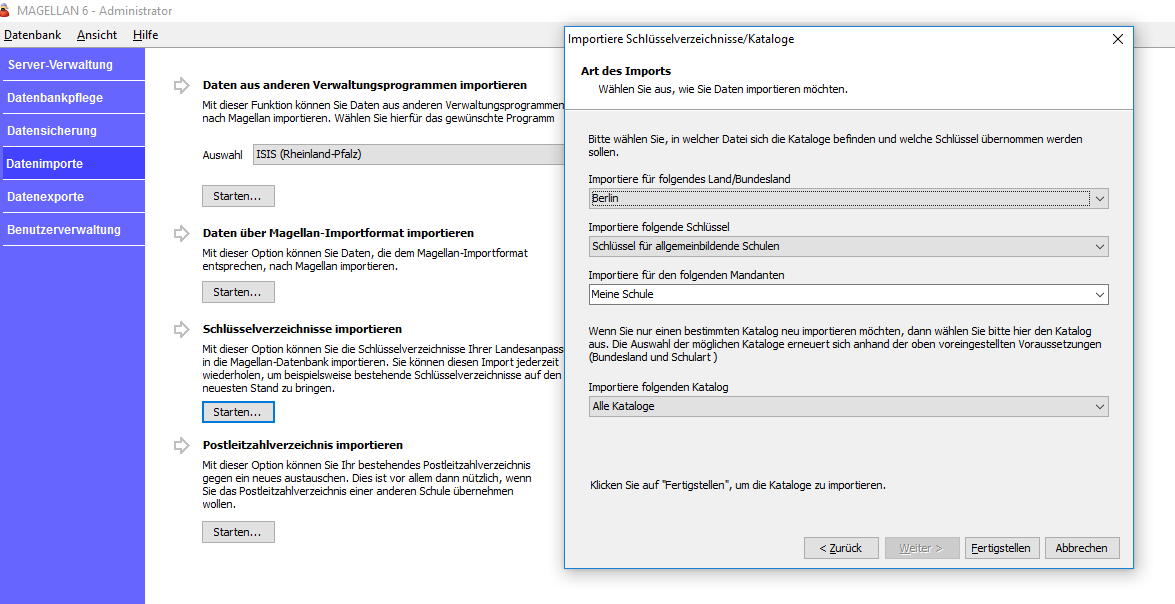 MAGELLAN 6 - Administrator
Datenbank Ansicht Hilfe
Server-Verwaltung
Datenbankpflege
Datensicherung
Datenimporte
Datenexporte
Benutzerverwaltung
Daten aus anderen Verwaltungsprogrammen importieren
Mit dieser Funktion können Sie Daten aus anderen Verwaltungsprogrammen
nach Magellan importieren. Wählen Sie hierfür das gewünschte Programm
Auswahl ISIS (Rheinland-Pfalz)
Starten...
Daten über Magellan-Importformat importieren
Mit dieser Option können Sie Daten, die dem Magellan-Importformat
entsprechen, nach Magellan importieren.
Starten...
Schlüsselverzeichnisse importieren
Mit dieser Option können Sie die Schlüsselverzeichnisse Ihrer Landesanpass
in die Magellan-Datenbank importieren. Sie können diesen Import jederzeit
wiederholen, um beispielsweise bestehende Schlüsselverzeichnisse auf den
neuesten Stand zu bringen.
Starten...
Postleitzahlverzeichnis importieren
Mit dieser Option können Sie Ihr bestehendes Postleitzahlverzeichnis
gegen ein neues austauschen. Dies ist vor allem dann nützlich, wenn
Sie das Postleitzahlverzeichnis einer anderen Schule übernehmen
wollen.
Starten...
Importiere Schlüsselverzeichnisse/Kataloge
Art des Imports
Wählen Sie aus, wie Sie Daten importieren möchten.
Bitte wählen Sie, in welcher Datei sich die Kataloge befinden und welche Schlüssel übernommen werden
sollen.
Importiere für folgendes Land/Bundesland
Berlin
Importiere folgende Schlüssel
Schlüssel für allgemeinbildende Schulen
Importiere für den folgenden Mandanten
Meine Schule
Wenn Sie nur einen bestimmten Katalog neu importieren möchten, dann wählen Sie bitte hier den Katalog
aus. Die Auswahl der möglichen Kataloge erneuert sich anhand der oben voreingestellten Voraussetzungen
(Bundesland und Schulart )
Importiere folgenden Katalog
Alle Kataloge
Klicken Sie auf "Fertigstellen", um die Kataloge zu importieren.
< Zurück Weiter > Fertigstellen Abbrechen